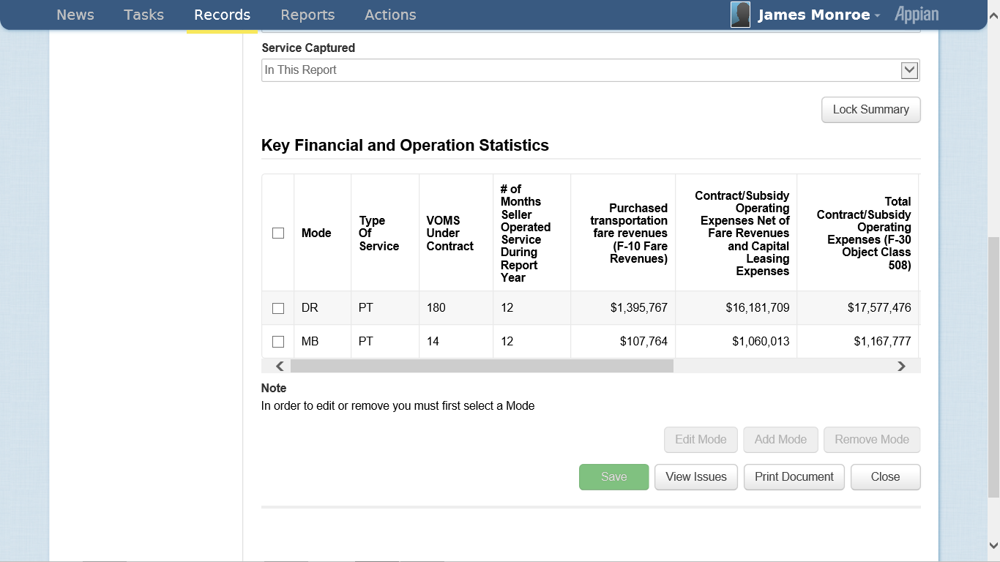 News Tasks Records Reports Actions James Monroe Appian
Service Captured
In This Report
Lock Summary
Key Financial and Operation Statistics
Mode
Type
Of
Service
VOMS
Under
Contract
# of
Months
Seller
Operated
Service
During
Report
Year
Purchased
transportation
fare revenues
(F-10 Fare
Revenues)
Contract/Subsidy
Operating
Expenses Net of
Fare Revenues
and Capital
Leasing
Expenses
Total
Contract/Subsidy
Operating
Expenses (F-30
Object Class
508)
DR PT 180 12 $1,395,767 $16,181,709 $17,577,476
MB PT 14 12 $107,764 $1,060,013 $1,167,777
Note
In order to edit or remove you must first select a Mode
Edit Mode Add Mode Remove Mode
Save View Issues Print Document Close